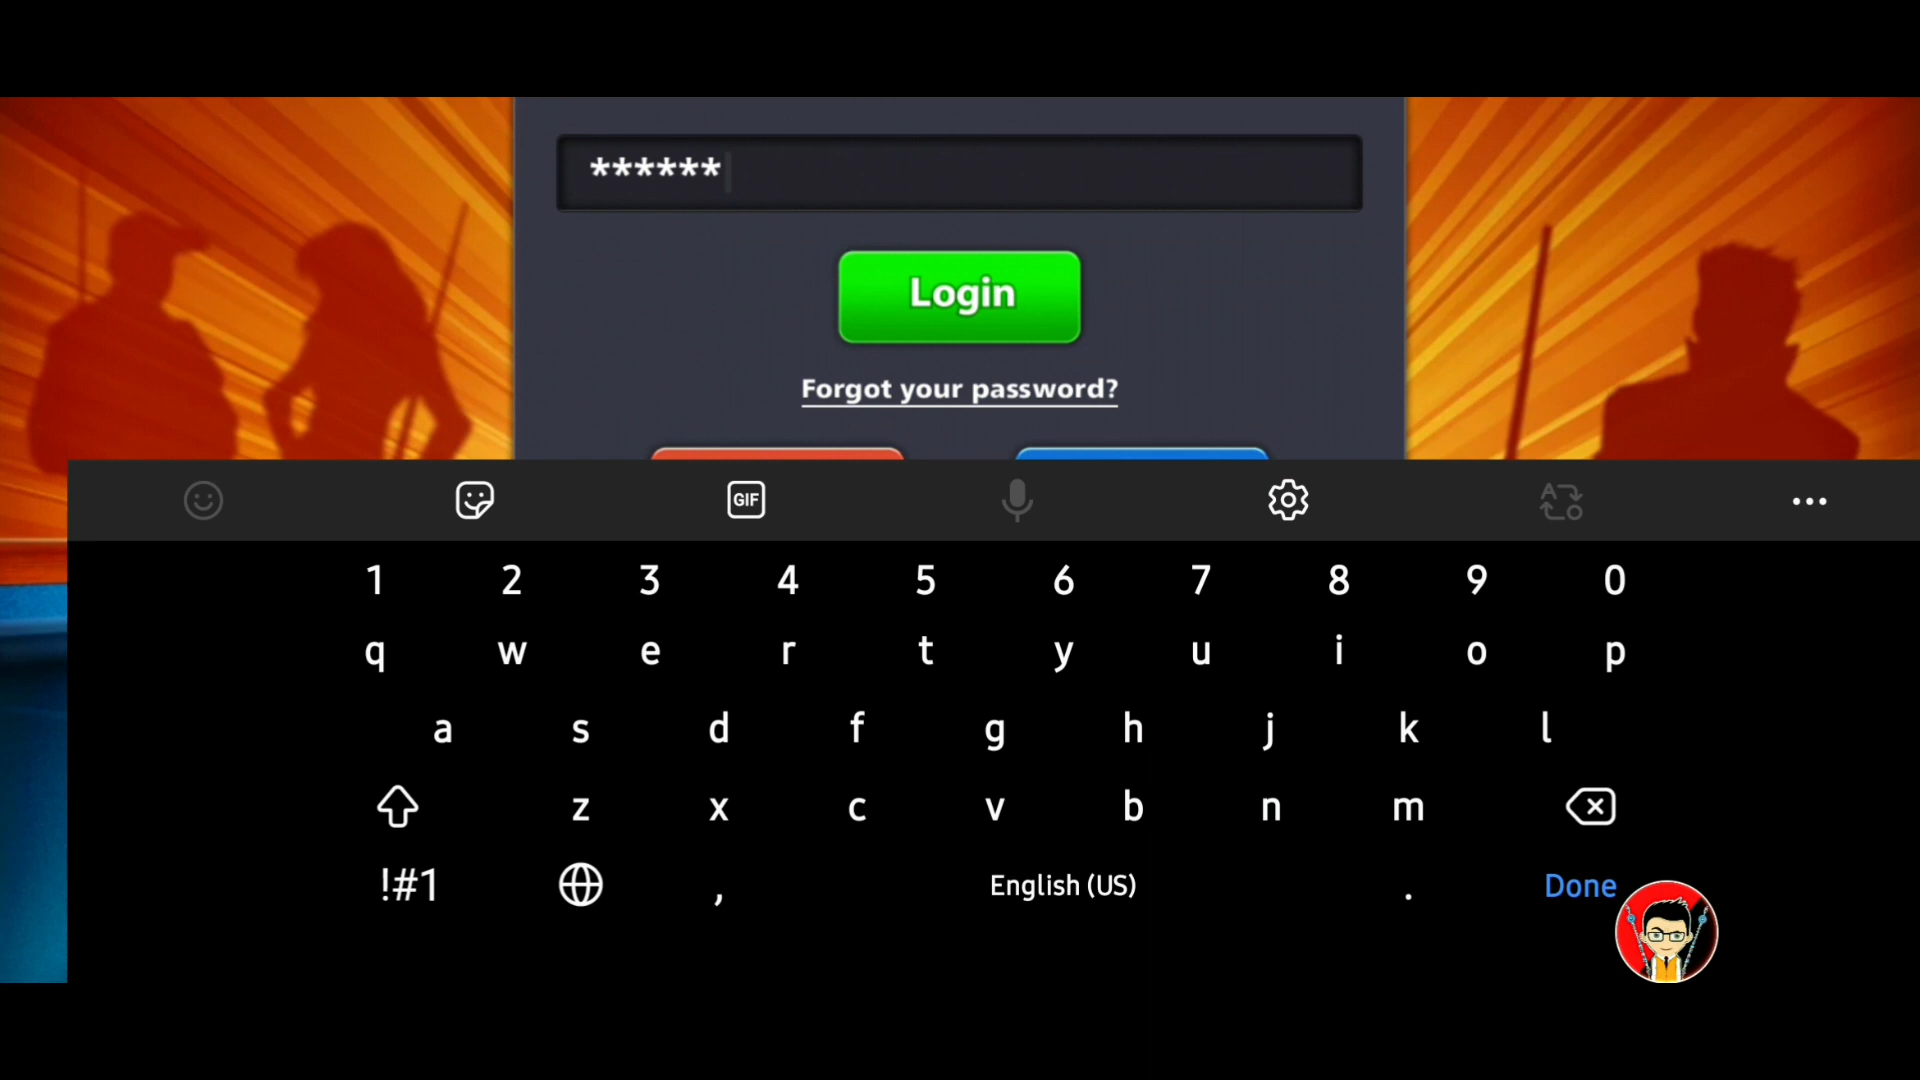 ******
Login
Forgot your password?
GIF
1 2 3 4 5 6 7 8 9 0
q w e r t y u i o p
a s d f g h j k l
z x c v b n m
!#1 , English (US) . Done